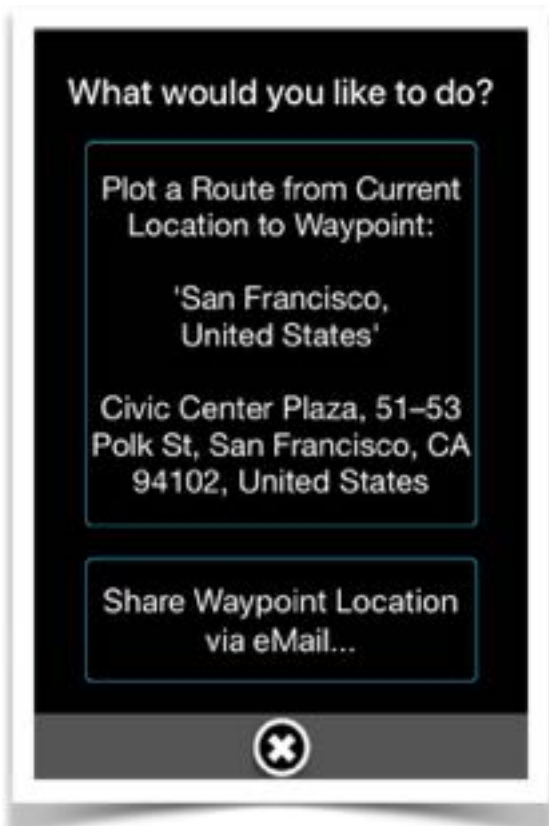 What would you like to do?
Plot a Route from Current
Location to Waypoint:
'San Francisco,
United States'
Civic Center Plaza, 51–53
Polk St, San Francisco, CA
94102, United States
Share Waypoint Location
via eMail...